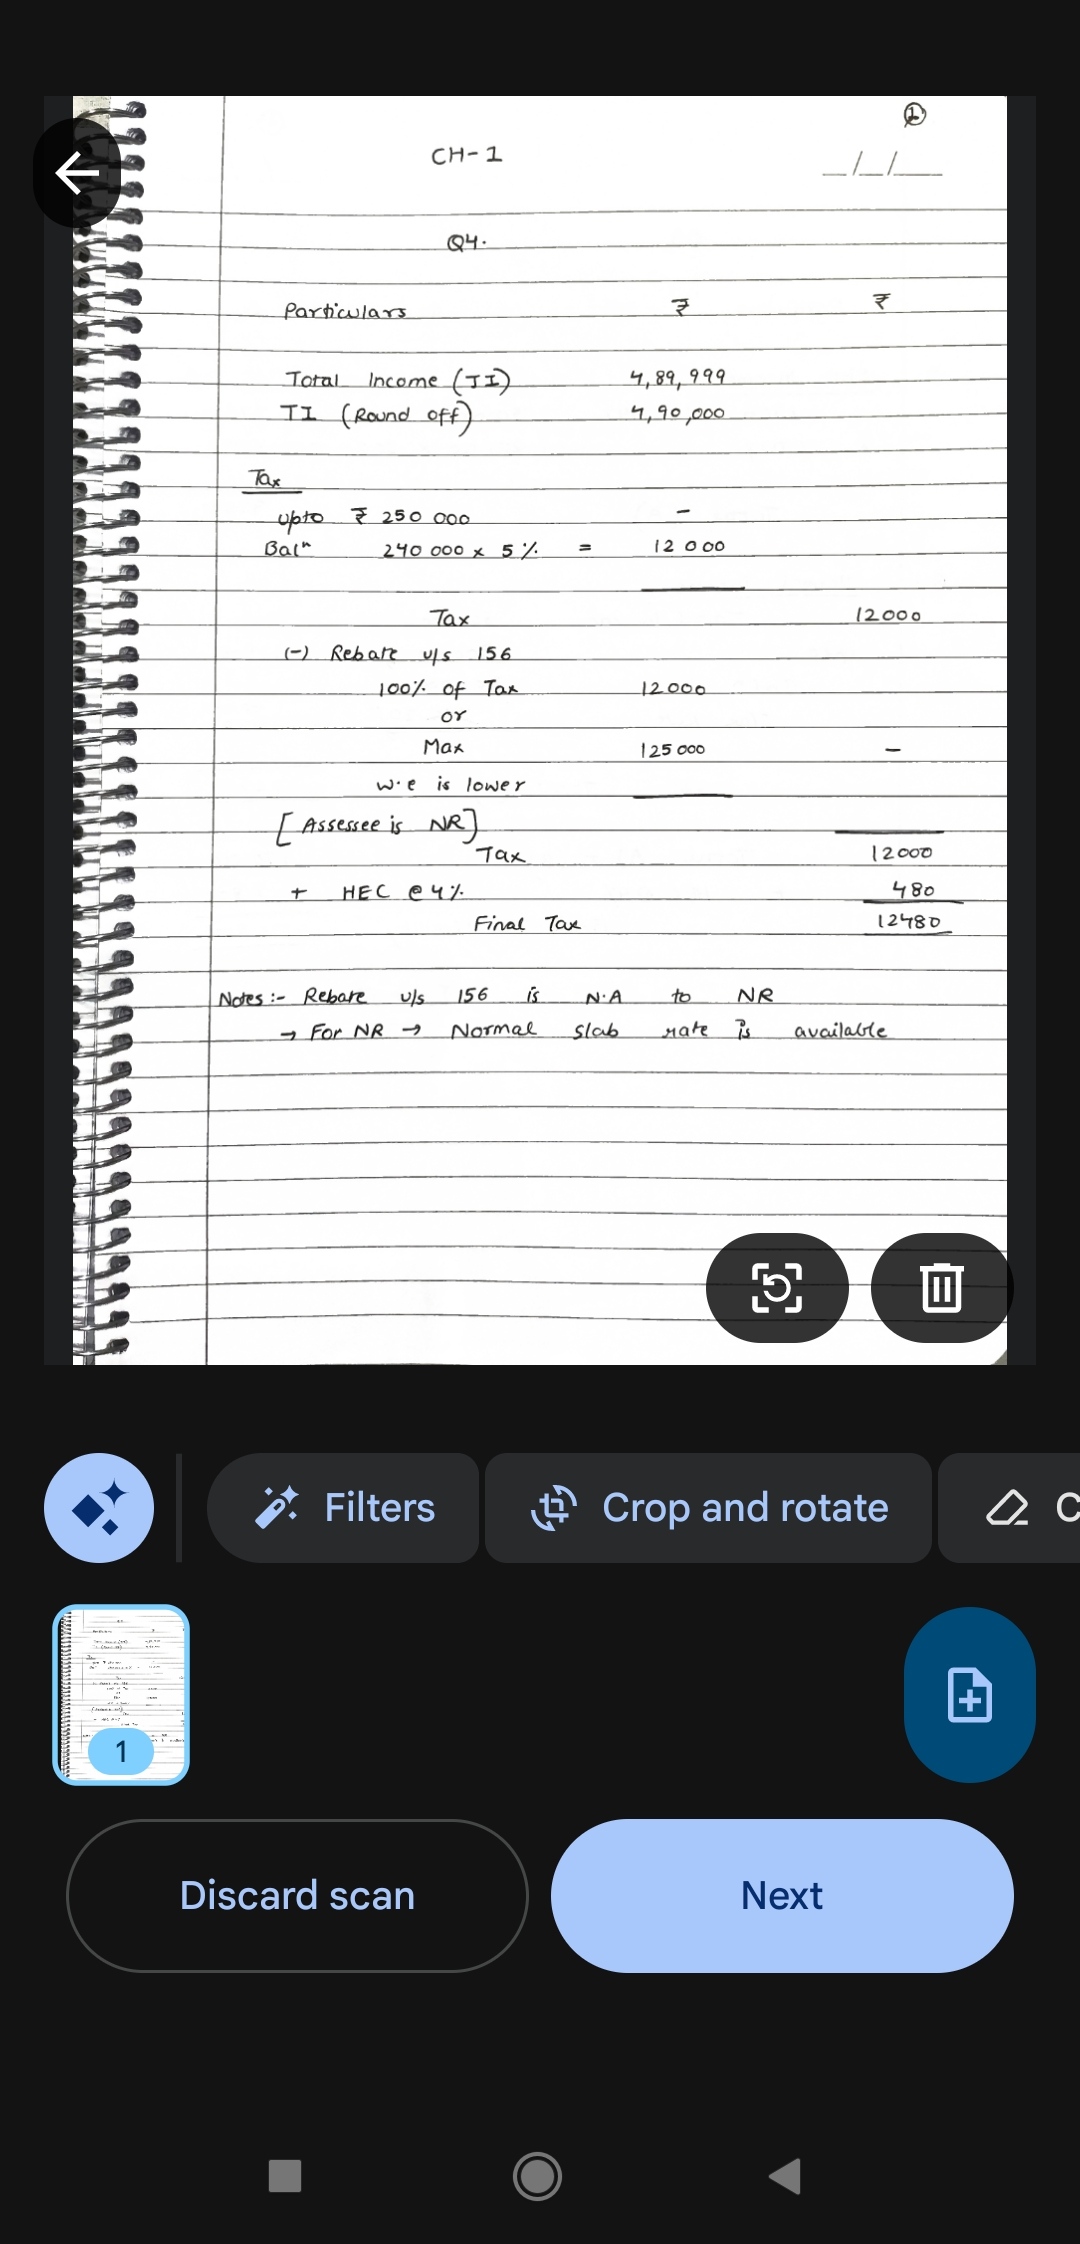 1
CH-1
_/_/__
Q4.
Particulars ₹ ₹
Total Income (TI) 4,89,999
TI (Round off) 4,90,000
Tax
upto ₹ 250 000 -
Balⁿ 240 000 x 5% = 12 000
Tax 12000
(-) Rebate u/s 156
100% of Tax 12000
or
Max 125000 -
w.e is lower
[Assessee is NR]
Tax 12000
+ HEC @ 4% 480
Final Tax 12480
Notes :- Rebate u/s 156 is N.A to NR
→ For NR → Normal slab rate is available
Filters
Crop and rotate
C
1
Discard scan
Next